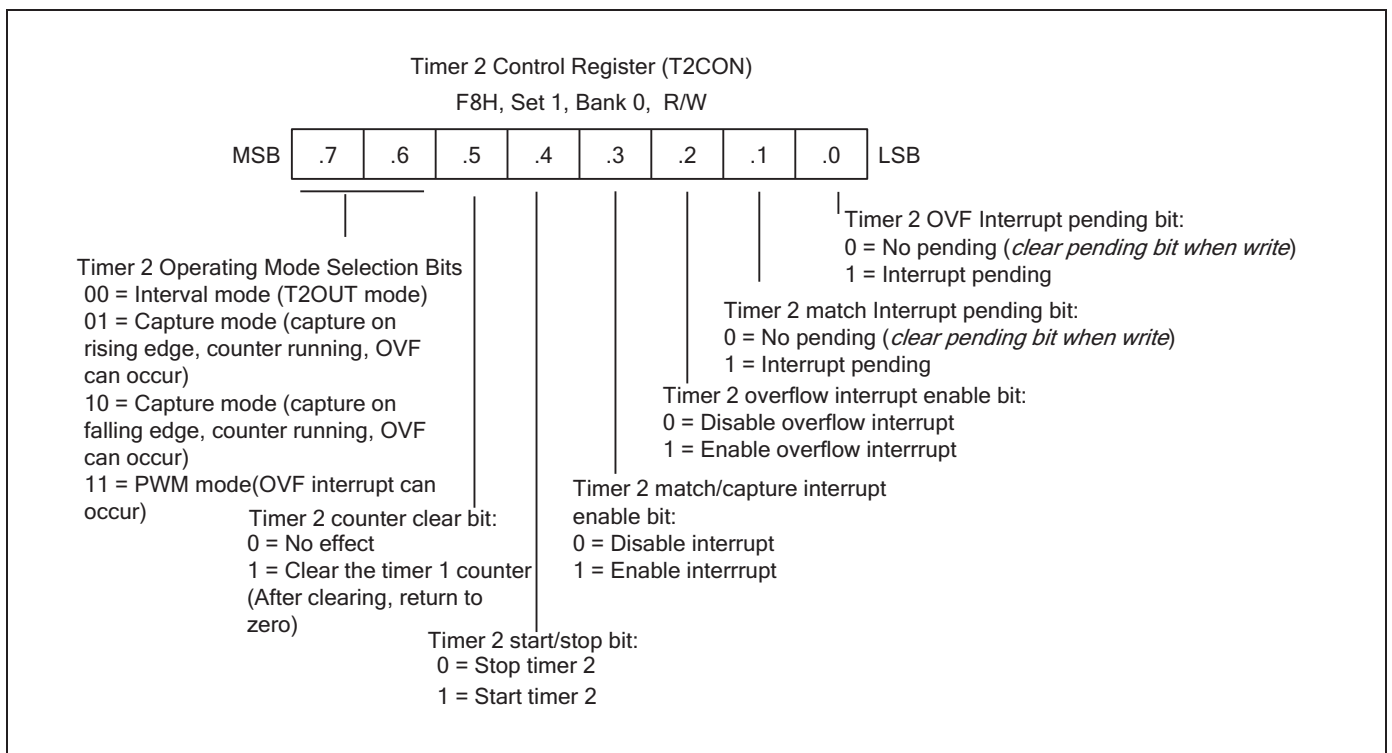 Timer 2 Control Register (T2CON)
F8H, Set 1, Bank 0, R/W
MSB .7 .6 .5 .4 .3 .2 .1 .0 LSB
Timer 2 OVF Interrupt pending bit:
0 = No pending (clear pending bit when write)
1 = Interrupt pending
Timer 2 match Interrupt pending bit:
0 = No pending (clear pending bit when write)
1 = Interrupt pending
Timer 2 overflow interrupt enable bit:
0 = Disable overflow interrupt
1 = Enable overflow interrrupt
Timer 2 match/capture interrupt
enable bit:
0 = Disable interrupt
1 = Enable interrrupt
Timer 2 start/stop bit:
0 = Stop timer 2
1 = Start timer 2
Timer 2 counter clear bit:
0 = No effect
1 = Clear the timer 1 counter
(After clearing, return to
zero)
Timer 2 Operating Mode Selection Bits
00 = Interval mode (T2OUT mode)
01 = Capture mode (capture on
rising edge, counter running, OVF
can occur)
10 = Capture mode (capture on
falling edge, counter running, OVF
can occur)
11 = PWM mode(OVF interrupt can
occur)